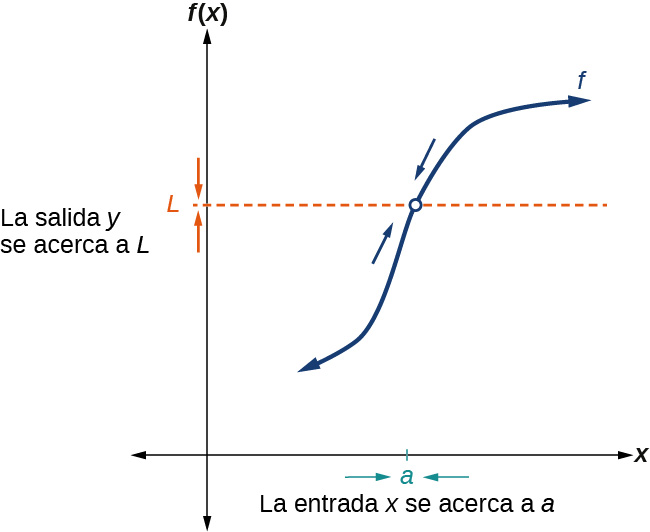 f(x)
f
L
La salida y
se acerca a L
x
a
La entrada x se acerca a a